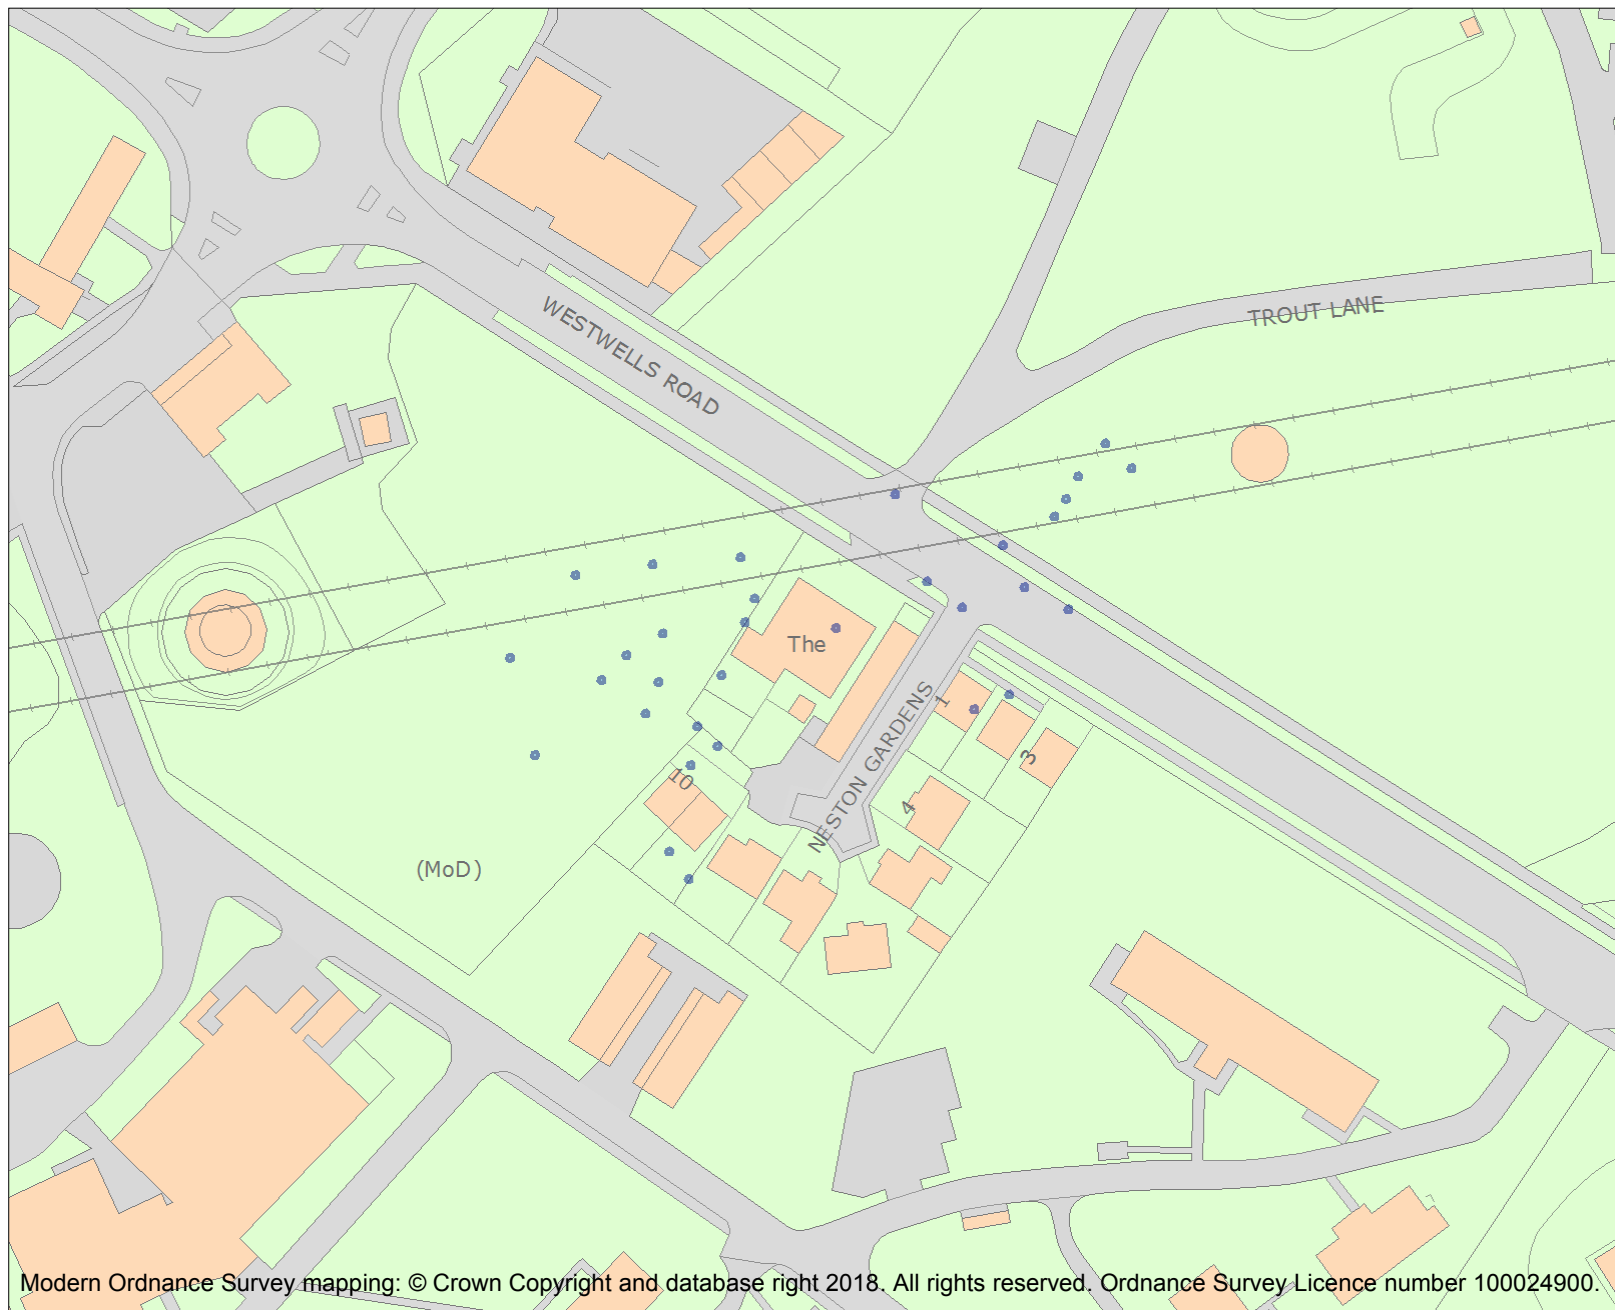 WESTWELLS ROAD
TROUT LANE
The
NESTON GARDENS
1
3
10
4
(MoD)
Modern Ordnance Survey mapping: © Crown Copyright and database right 2018. All rights reserved. Ordnance Survey Licence number 100024900.